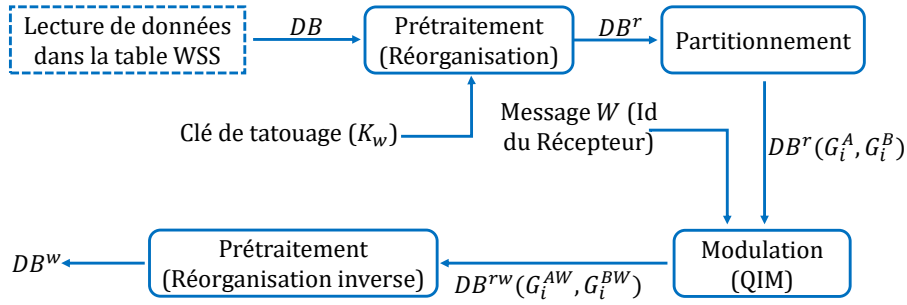 Lecture de données
dans la table WSS
DB
Prétraitement
(Réorganisation)
DB^r
Partitionnement
Clé de tatouage (K_w)
Message W (Id
du Récepteur)
DB^r(G_i^A, G_i^B)
Modulation
(QIM)
DB^{rw}(G_i^{AW}, G_i^{BW})
Prétraitement
(Réorganisation inverse)
DB^w